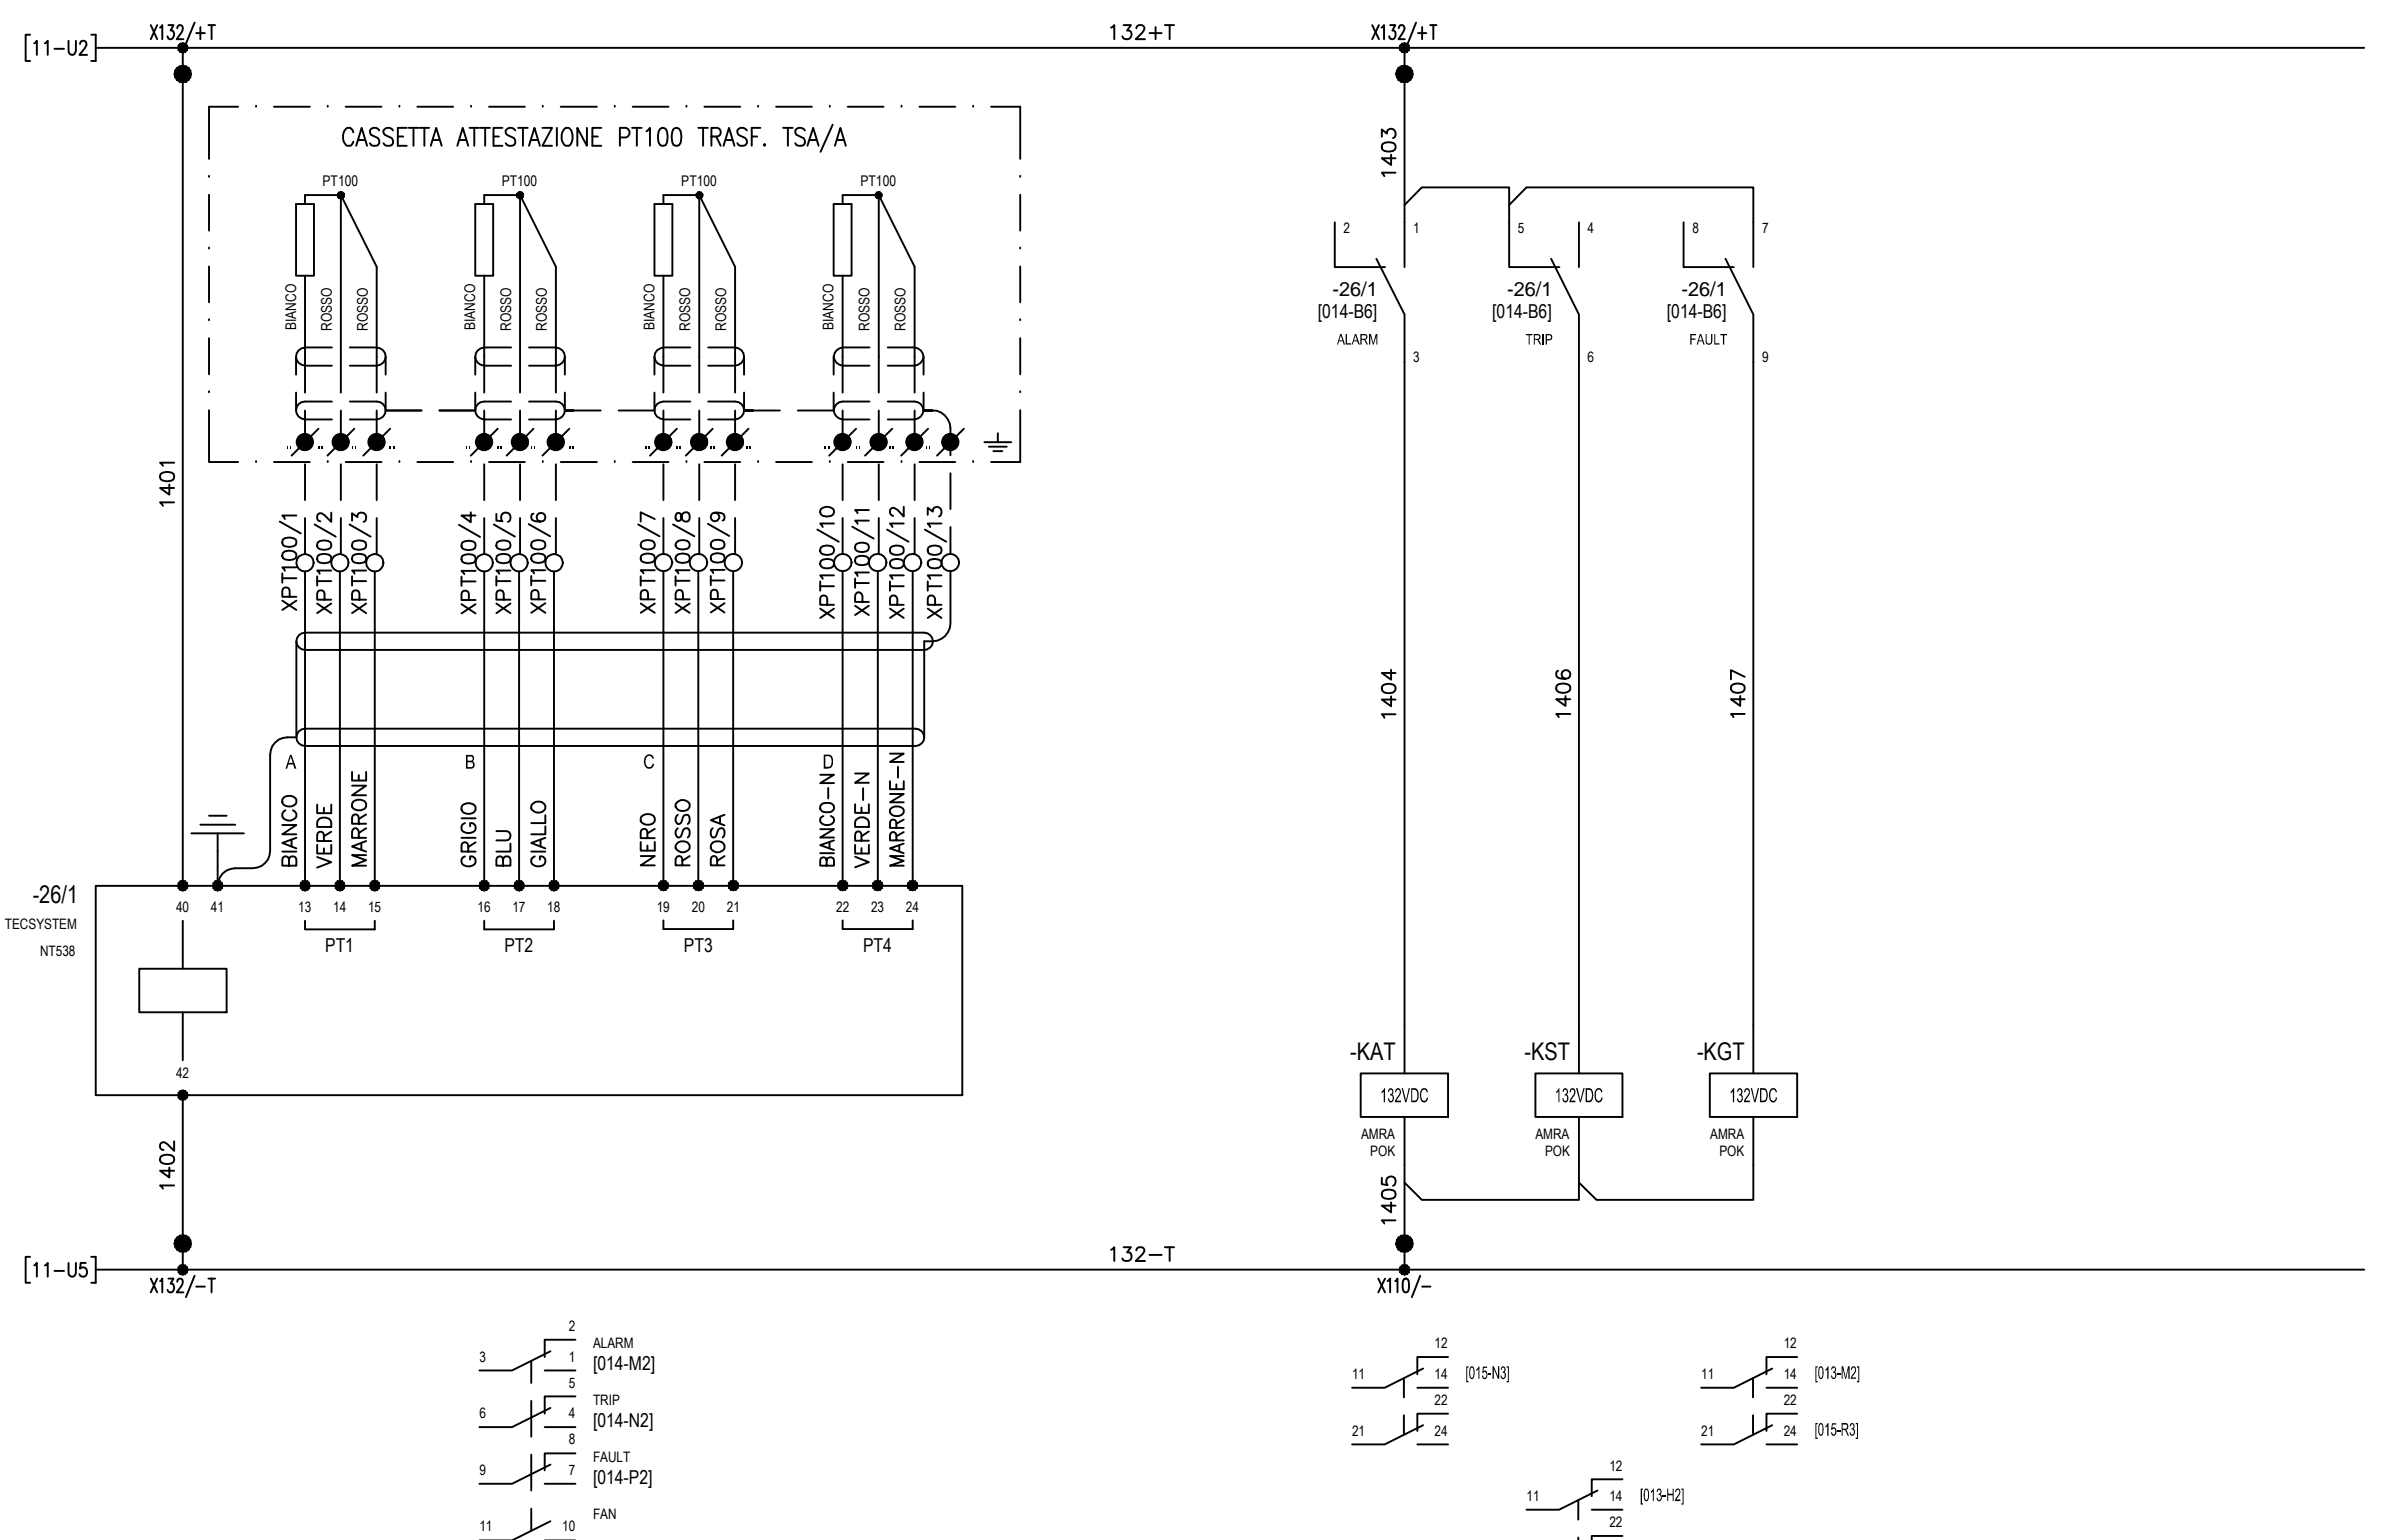 X132/+T
132+T
X132/+T
[11-U2]
CASSETTA ATTESTAZIONE PT100 TRASF. TSA/A
1403
PT100
PT100
PT100
PT100
2
1
5
4
8
7
BIANCO
ROSSO
ROSSO
BIANCO
ROSSO
ROSSO
BIANCO
ROSSO
ROSSO
BIANCO
ROSSO
ROSSO
-26/1
[014-B6]
ALARM
-26/1
[014-B6]
TRIP
-26/1
[014-B6]
FAULT
3
6
9
1401
XPT100/1
XPT100/2
XPT100/3
XPT100/4
XPT100/5
XPT100/6
XPT100/7
XPT100/8
XPT100/9
XPT100/10
XPT100/11
XPT100/12
XPT100/13
1404
1406
1407
A
B
C
D
BIANCO
VERDE
MARRONE
GRIGIO
BLU
GIALLO
NERO
ROSSO
ROSA
BIANCO-N
VERDE-N
MARRONE-N
-26/1
TECSYSTEM
NT538
40
41
13
14
15
16
17
18
19
20
21
22
23
24
PT1
PT2
PT3
PT4
42
-KAT
-KST
-KGT
132VDC
132VDC
132VDC
AMRA
POK
AMRA
POK
AMRA
POK
1402
1405
132-T
[11-U5]
X132/-T
X110/-
2
ALARM
3
1
[014-M2]
5
TRIP
6
4
[014-N2]
8
FAULT
9
7
[014-P2]
FAN
11
10
12
11
14
[015-N3]
22
21
24
12
11
14
[013-M2]
22
21
24
[015-R3]
12
11
14
[013-H2]
22